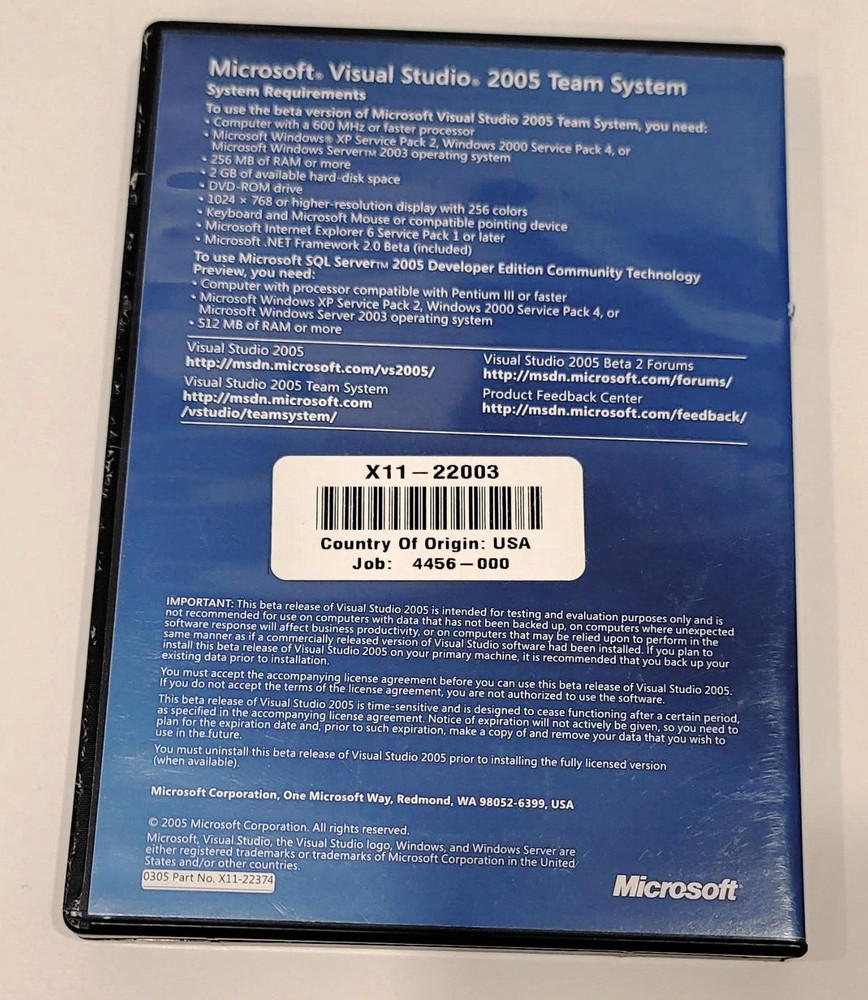 Microsoft® Visual Studio® 2005 Team System
System Requirements
To use the beta version of Microsoft Visual Studio 2005 Team System, you need:
• Computer with a 600 MHz or faster processor
• Microsoft Windows® XP Service Pack 2, Windows 2000 Service Pack 4, or
Microsoft Windows Server™ 2003 operating system
• 256 MB of RAM or more
• 2 GB of available hard-disk space
• DVD-ROM drive
• 1024 × 768 or higher-resolution display with 256 colors
• Keyboard and Microsoft Mouse or compatible pointing device
• Microsoft Internet Explorer 6 Service Pack 1 or later
• Microsoft .NET Framework 2.0 Beta (included)
To use Microsoft SQL Server™ 2005 Developer Edition Community Technology
Preview, you need:
• Computer with processor compatible with Pentium III or faster
• Microsoft Windows XP Service Pack 2, Windows 2000 Service Pack 4, or
Microsoft Windows Server 2003 operating system
• 512 MB of RAM or more
Visual Studio 2005
http://msdn.microsoft.com/vs2005/
Visual Studio 2005 Team System
http://msdn.microsoft.com
/vstudio/teamsystem/
Visual Studio 2005 Beta 2 Forums
http://msdn.microsoft.com/forums/
Product Feedback Center
http://msdn.microsoft.com/feedback/
X11-22003
Country Of Origin: USA
Job: 4456-000
IMPORTANT: This beta release of Visual Studio 2005 is intended for testing and evaluation purposes only and is
not recommended for use on computers with data that has not been backed up, on computers where unexpected
software response will affect business productivity, or on computers that may be relied upon to perform in the
same manner as if a commercially released version of Visual Studio software had been installed. If you plan to
install this beta release of Visual Studio 2005 on your primary machine, it is recommended that you back up your
existing data prior to installation.
You must accept the accompanying license agreement before you can use this beta release of Visual Studio 2005.
If you do not accept the terms of the license agreement, you are not authorized to use the software.
This beta release of Visual Studio 2005 is time-sensitive and is designed to cease functioning after a certain period,
as specified in the accompanying license agreement. Notice of expiration will not actively be given, so you need to
plan for the expiration date and, prior to such expiration, make a copy of and remove your data that you wish to
use in the future.
You must uninstall this beta release of Visual Studio 2005 prior to installing the fully licensed version
(when available).
Microsoft Corporation, One Microsoft Way, Redmond, WA 98052-6399, USA
© 2005 Microsoft Corporation. All rights reserved.
Microsoft, Visual Studio, the Visual Studio logo, Windows, and Windows Server are
either registered trademarks or trademarks of Microsoft Corporation in the United
States and/or other countries.
0305 Part No. X11-22374
Microsoft